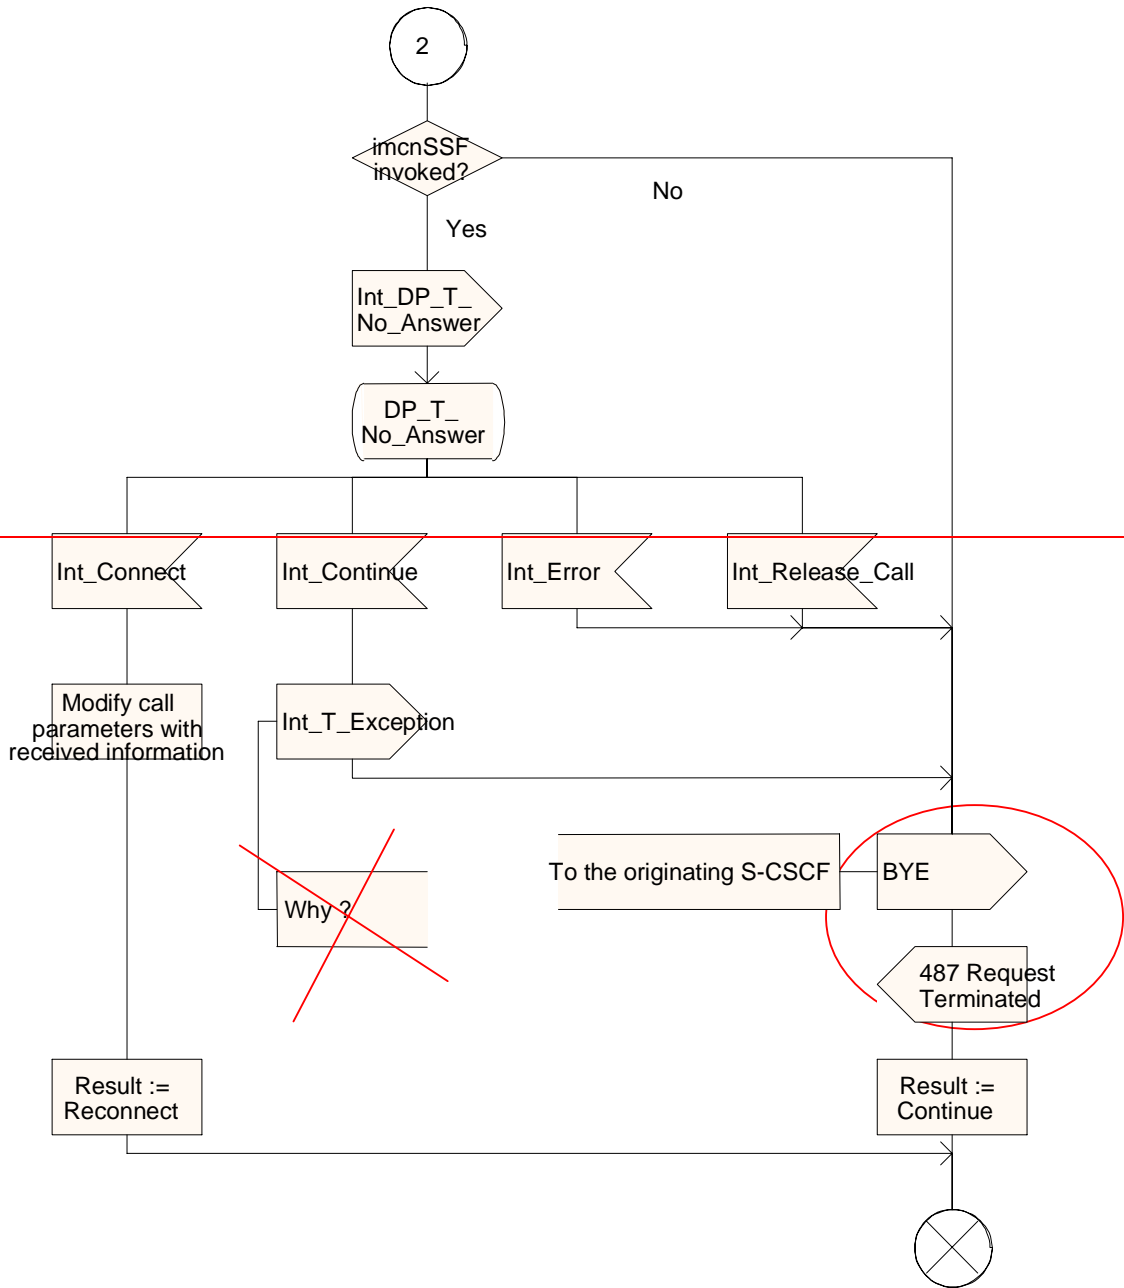 2
imcnSSF
invoked?
No
Yes
Int_DP_T_
No_Answer
DP_T_
No_Answer
Int_Connect
Int_Continue
Int_Error
Int_Release_Call
Modify call
parameters with
received information
Int_T_Exception
To the originating S-CSCF
BYE
Why ?
487 Request
Terminated
Result :=
Reconnect
Result :=
Continue